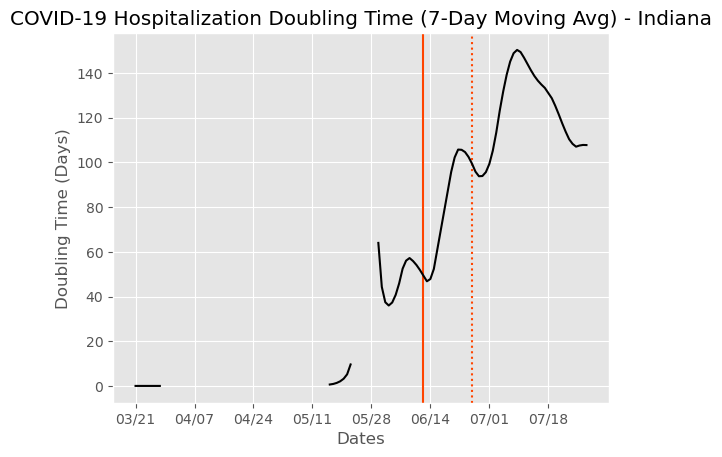 COVID-19 Hospitalization Doubling Time (7-Day Moving Avg) - Indiana
Doubling Time (Days)
140
120
100
80
60
40
20
0
03/21 04/07 04/24 05/11 05/28 06/14 07/01 07/18
Dates